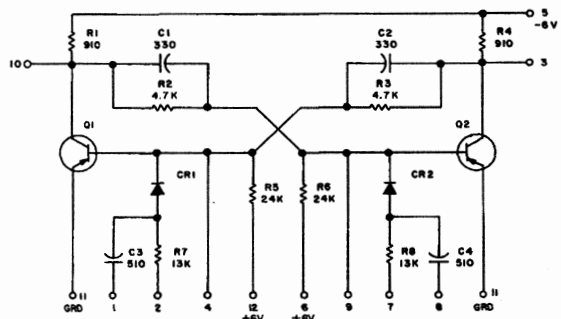 R1
910
C1
330
C2
330
R4
910
5
-6V
10
R2
4.7K
R3
4.7K
3
Q1
Q2
CR1
R5
24K
R6
24K
CR2
C3
510
R7
13K
R8
13K
C4
510
11
GRD
1
2
4
12
+6V
6
+6V
9
7
8
11
GRD